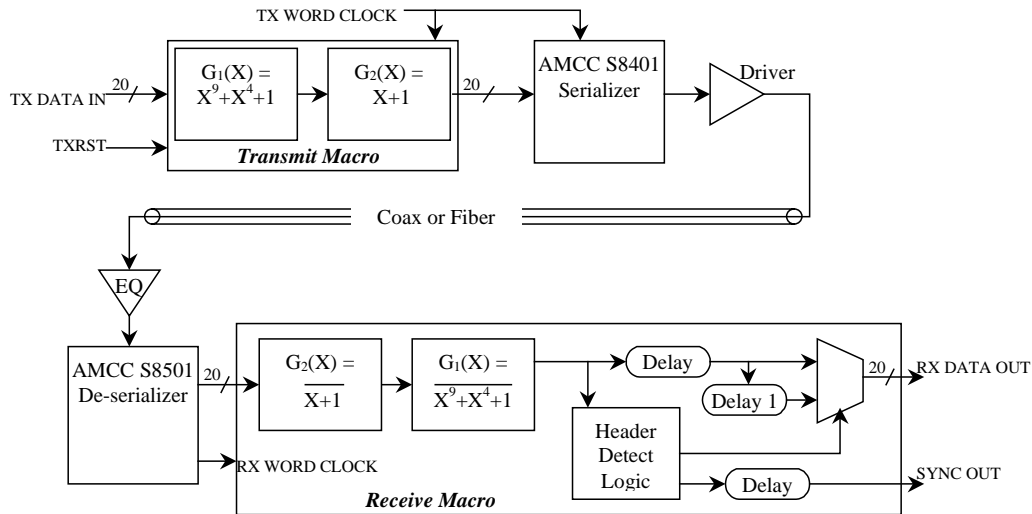 TX WORD CLOCK
G₁(X) =
X⁹+X⁴+1
G₂(X) =
X+1
AMCC S8401
Serializer
Driver
20
TX DATA IN
20
TXRST
Transmit Macro
Coax or Fiber
EQ
AMCC S8501
De-serializer
20
G₂(X) =
X+1
G₁(X) =
X⁹+X⁴+1
Delay
Delay 1
20
RX DATA OUT
Header
Detect
Logic
RX WORD CLOCK
Delay
SYNC OUT
Receive Macro